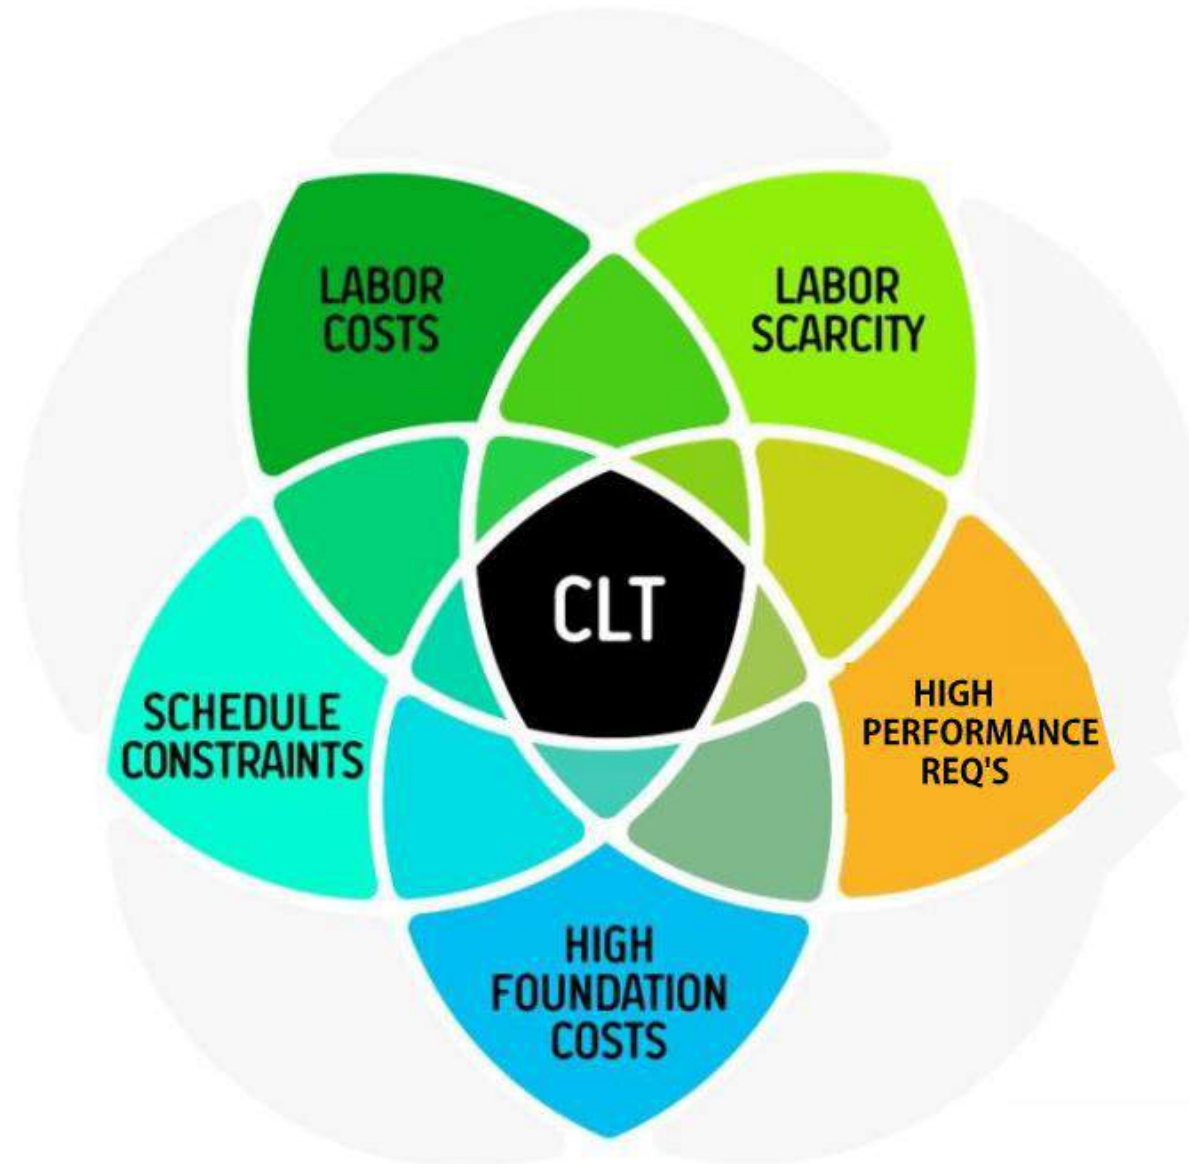 LABOR
COSTS
LABOR
SCARCITY
CLT
SCHEDULE
CONSTRAINTS
HIGH
PERFORMANCE
REQ'S
HIGH
FOUNDATION
COSTS